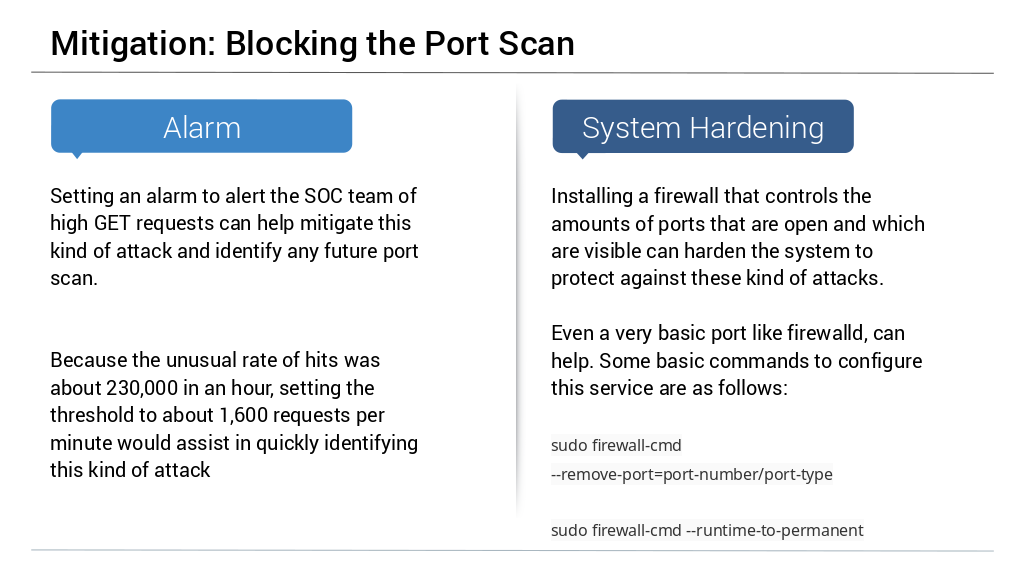 Mitigation: Blocking the Port Scan
Alarm
Setting an alarm to alert the SOC team of
high GET requests can help mitigate this
kind of attack and identify any future port
scan.
Because the unusual rate of hits was
about 230,000 in an hour, setting the
threshold to about 1,600 requests per
minute would assist in quickly identifying
this kind of attack
System Hardening
Installing a firewall that controls the
amounts of ports that are open and which
are visible can harden the system to
protect against these kind of attacks.
Even a very basic port like firewalld, can
help. Some basic commands to configure
this service are as follows:
sudo firewall-cmd
--remove-port=port-number/port-type
sudo firewall-cmd --runtime-to-permanent